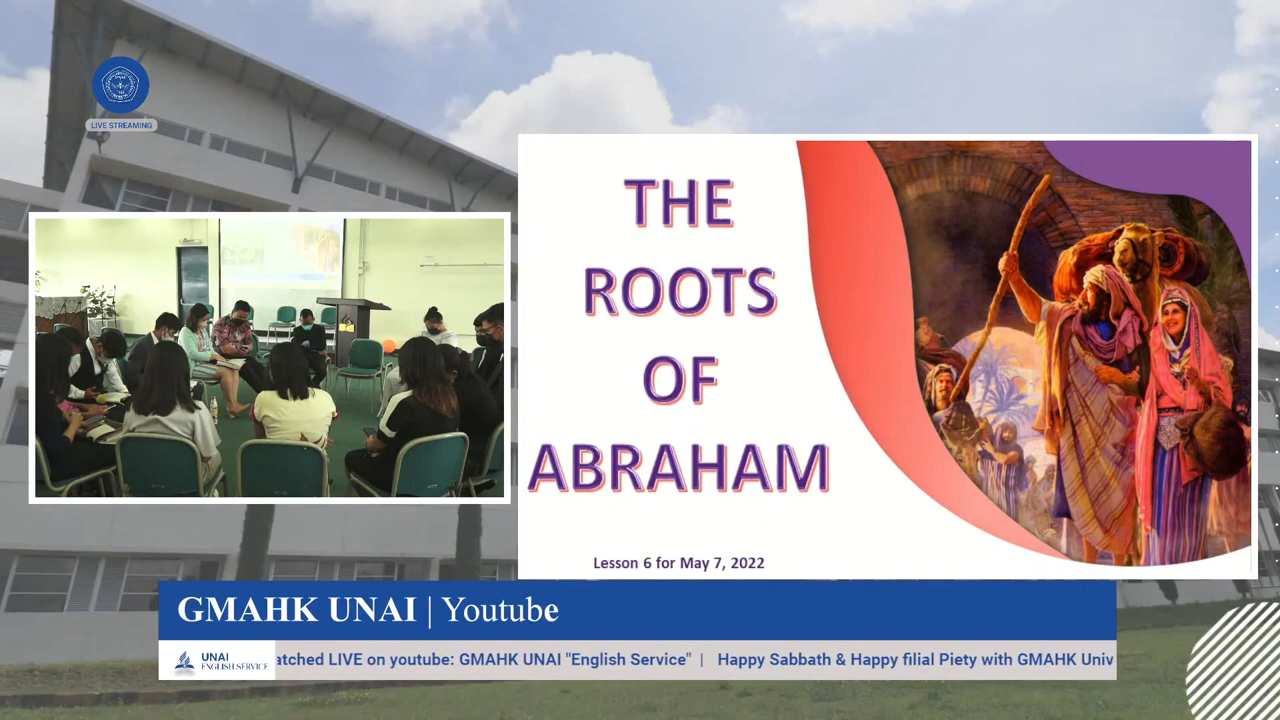 LIVE STREAMING
THE
ROOTS
OF
ABRAHAM
Lesson 6 for May 7, 2022
GMAHK UNAI | Youtube
UNAI
ENGLISH SERVICE
atched LIVE on youtube: GMAHK UNAI "English Service" | Happy Sabbath & Happy filial Piety with GMAHK Univ